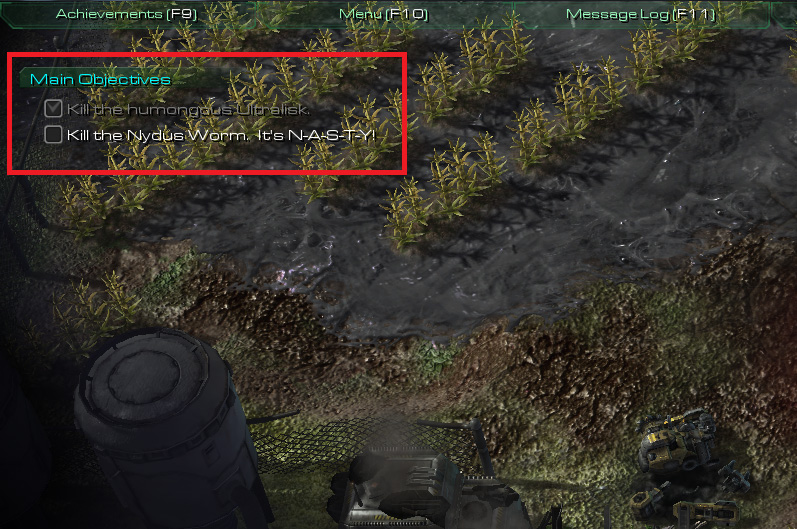 Achievements (F9) Menu (F10) Message Log (F11)
Main Objectives
Kill the humongous Ultralisk.
Kill the Nydus Worm. It's N-A-S-T-Y!